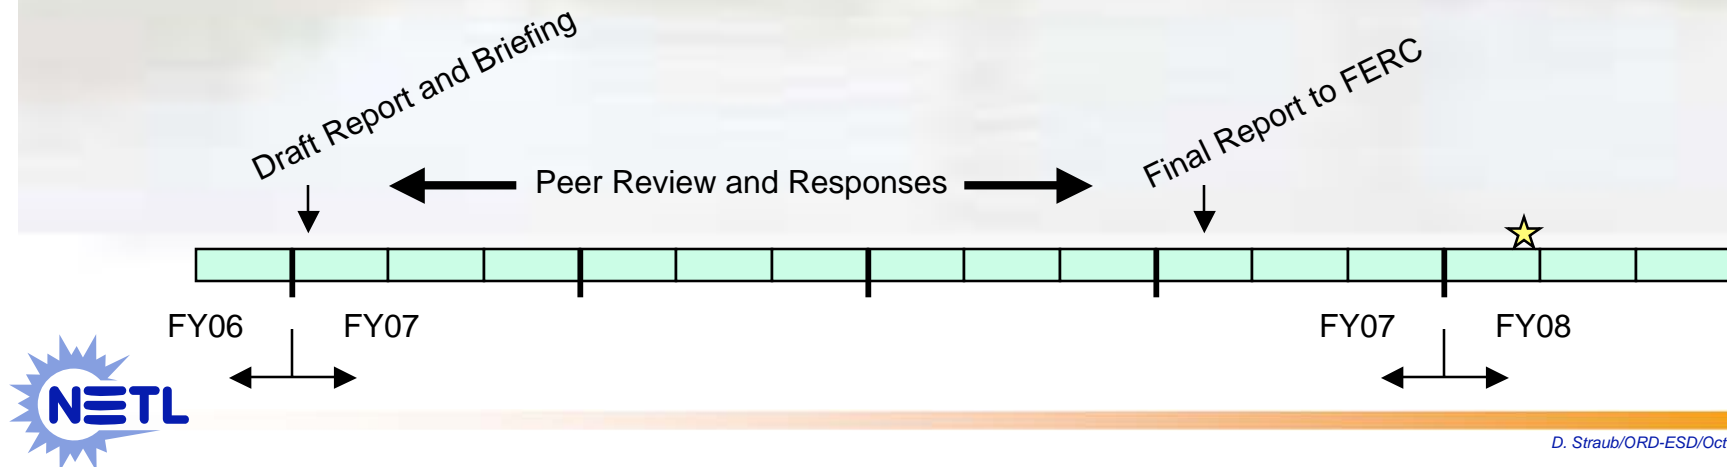 Draft Report and Briefing
Final Report to FERC
Peer Review and Responses
FY06
FY07
FY07
FY08
NETL
D. Straub/ORD-ESD/Oct